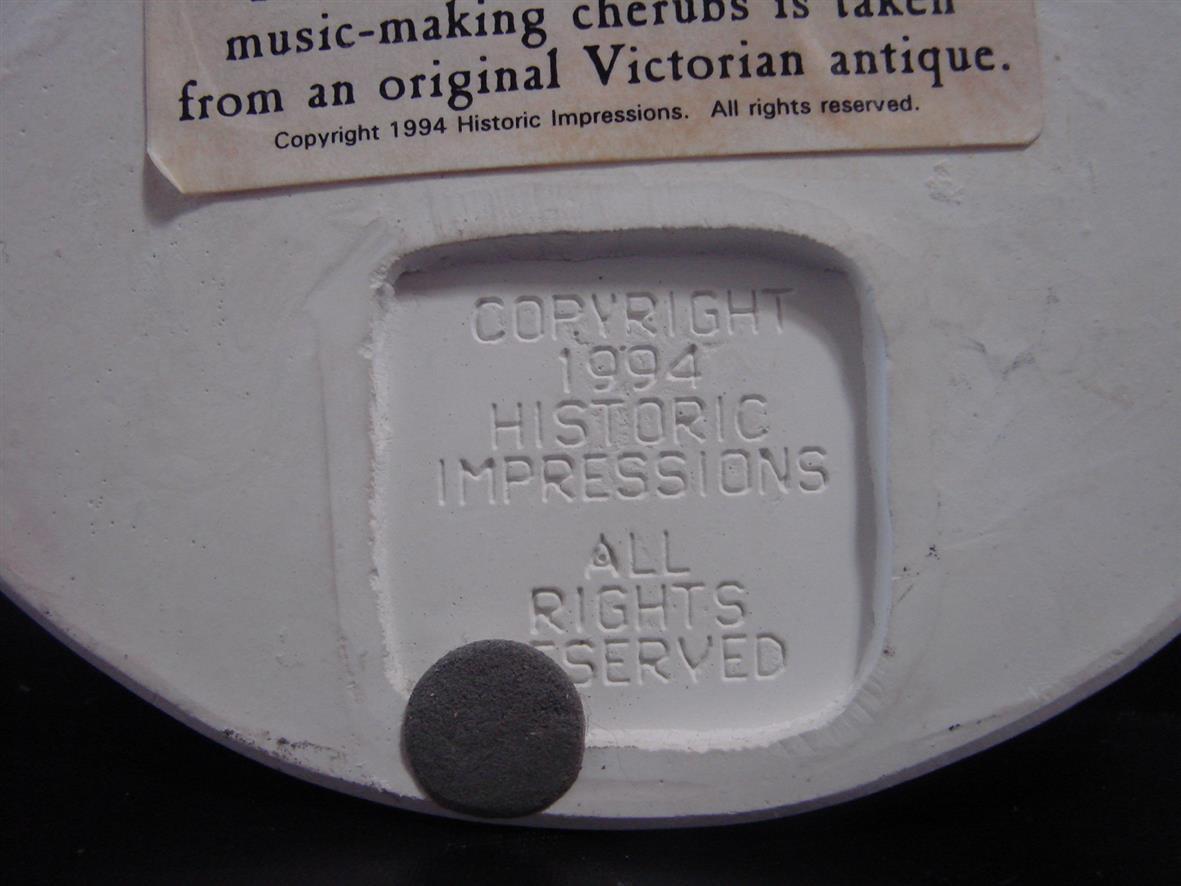 music-making cherubs is taken
from an original Victorian antique.
Copyright 1994 Historic Impressions. All rights reserved.
COPYRIGHT
1994
HISTORIC
IMPRESSIONS
ALL
RIGHTS
SERVED